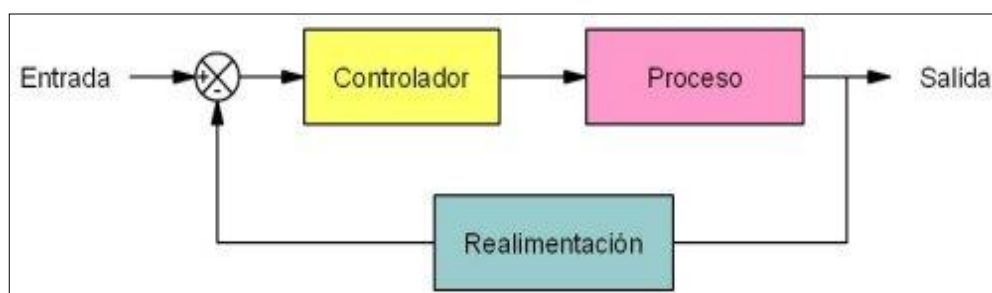 Entrada
+
-
Controlador
Proceso
Salida
Realimentación